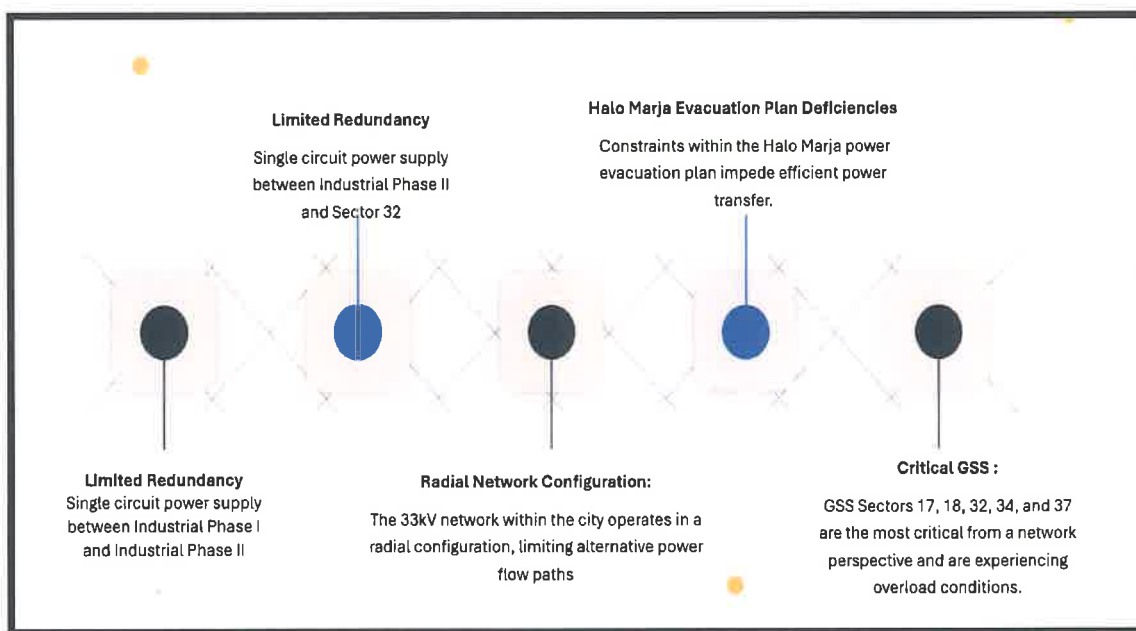 Limited Redundancy
Single circuit power supply
between Industrial Phase II
and Sector 32
Halo Marja Evacuation Plan Deficiencies
Constraints within the Halo Marja power
evacuation plan impede efficient power
transfer.
Limited Redundancy
Single circuit power supply
between Industrial Phase I
and Industrial Phase II
Radial Network Configuration:
The 33kV network within the city operates in a
radial configuration, limiting alternative power
flow paths
Critical GSS :
GSS Sectors 17, 18, 32, 34, and 37
are the most critical from a network
perspective and are experiencing
overload conditions.